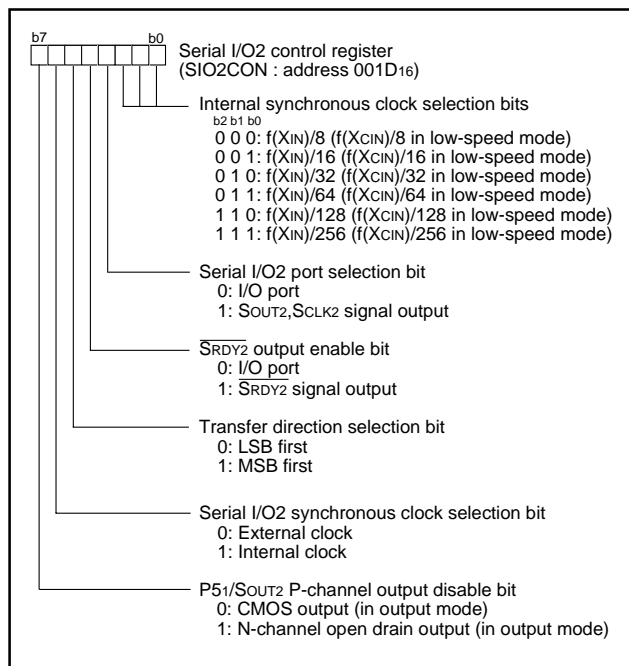 b7 b0
Serial I/O2 control register
(SIO2CON : address 001D16)
Internal synchronous clock selection bits
b2 b1 b0
0 0 0: f(XIN)/8 (f(XCIN)/8 in low-speed mode)
0 0 1: f(XIN)/16 (f(XCIN)/16 in low-speed mode)
0 1 0: f(XIN)/32 (f(XCIN)/32 in low-speed mode)
0 1 1: f(XIN)/64 (f(XCIN)/64 in low-speed mode)
1 1 0: f(XIN)/128 (f(XCIN)/128 in low-speed mode)
1 1 1: f(XIN)/256 (f(XCIN)/256 in low-speed mode)
Serial I/O2 port selection bit
0: I/O port
1: SOUT2,SCLK2 signal output
SRDY2 output enable bit
0: I/O port
1: SRDY2 signal output
Transfer direction selection bit
0: LSB first
1: MSB first
Serial I/O2 synchronous clock selection bit
0: External clock
1: Internal clock
P51/SOUT2 P-channel output disable bit
0: CMOS output (in output mode)
1: N-channel open drain output (in output mode)